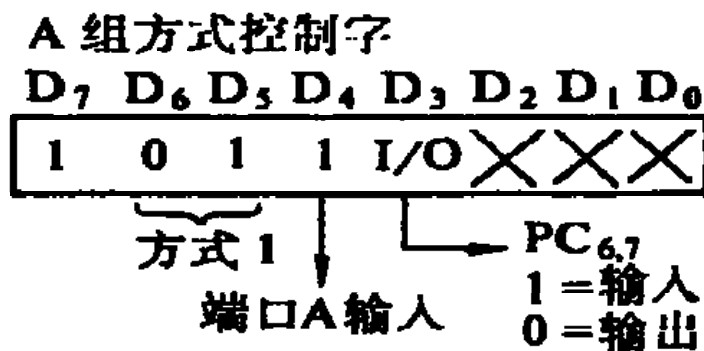 A 组方式控制字
D₇ D₆ D₅ D₄ D₃ D₂ D₁ D₀
1 0 1 1 I/O
方式 1
PC₆,₇
1=输入
端口A输入
0=输出